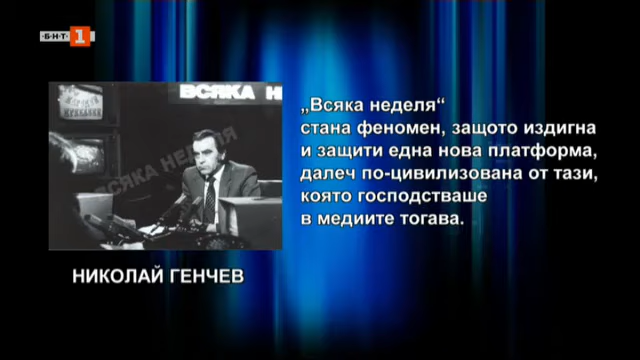 БНТ 1
ВСЯКА Н
ВСЯКА НЕДЕЛЯ
„Всяка неделя“
стана феномен, защото издигна
и защити една нова платформа,
далеч по-цивилизована от тази,
която господстваше
в медиите тогава.
НИКОЛАЙ ГЕНЧЕВ